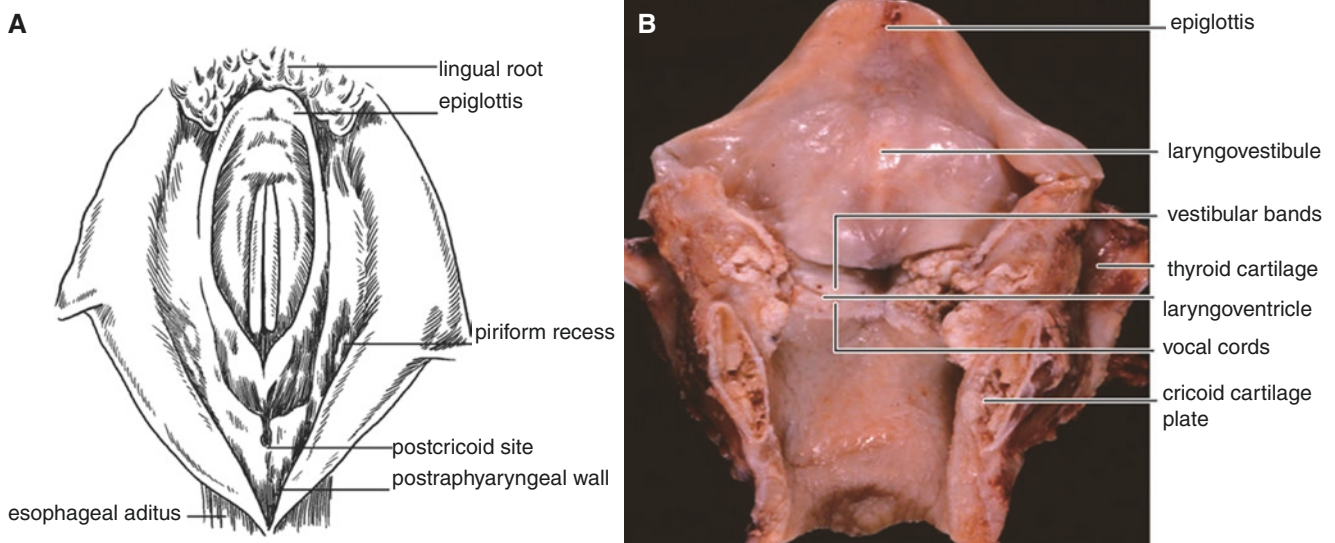 A
lingual root
epiglottis
piriform recess
postcricoid site
postraphyaryngeal wall
esophageal aditus
B
epiglottis
laryngovestibule
vestibular bands
thyroid cartilage
laryngoventricle
vocal cords
cricoid cartilage
plate